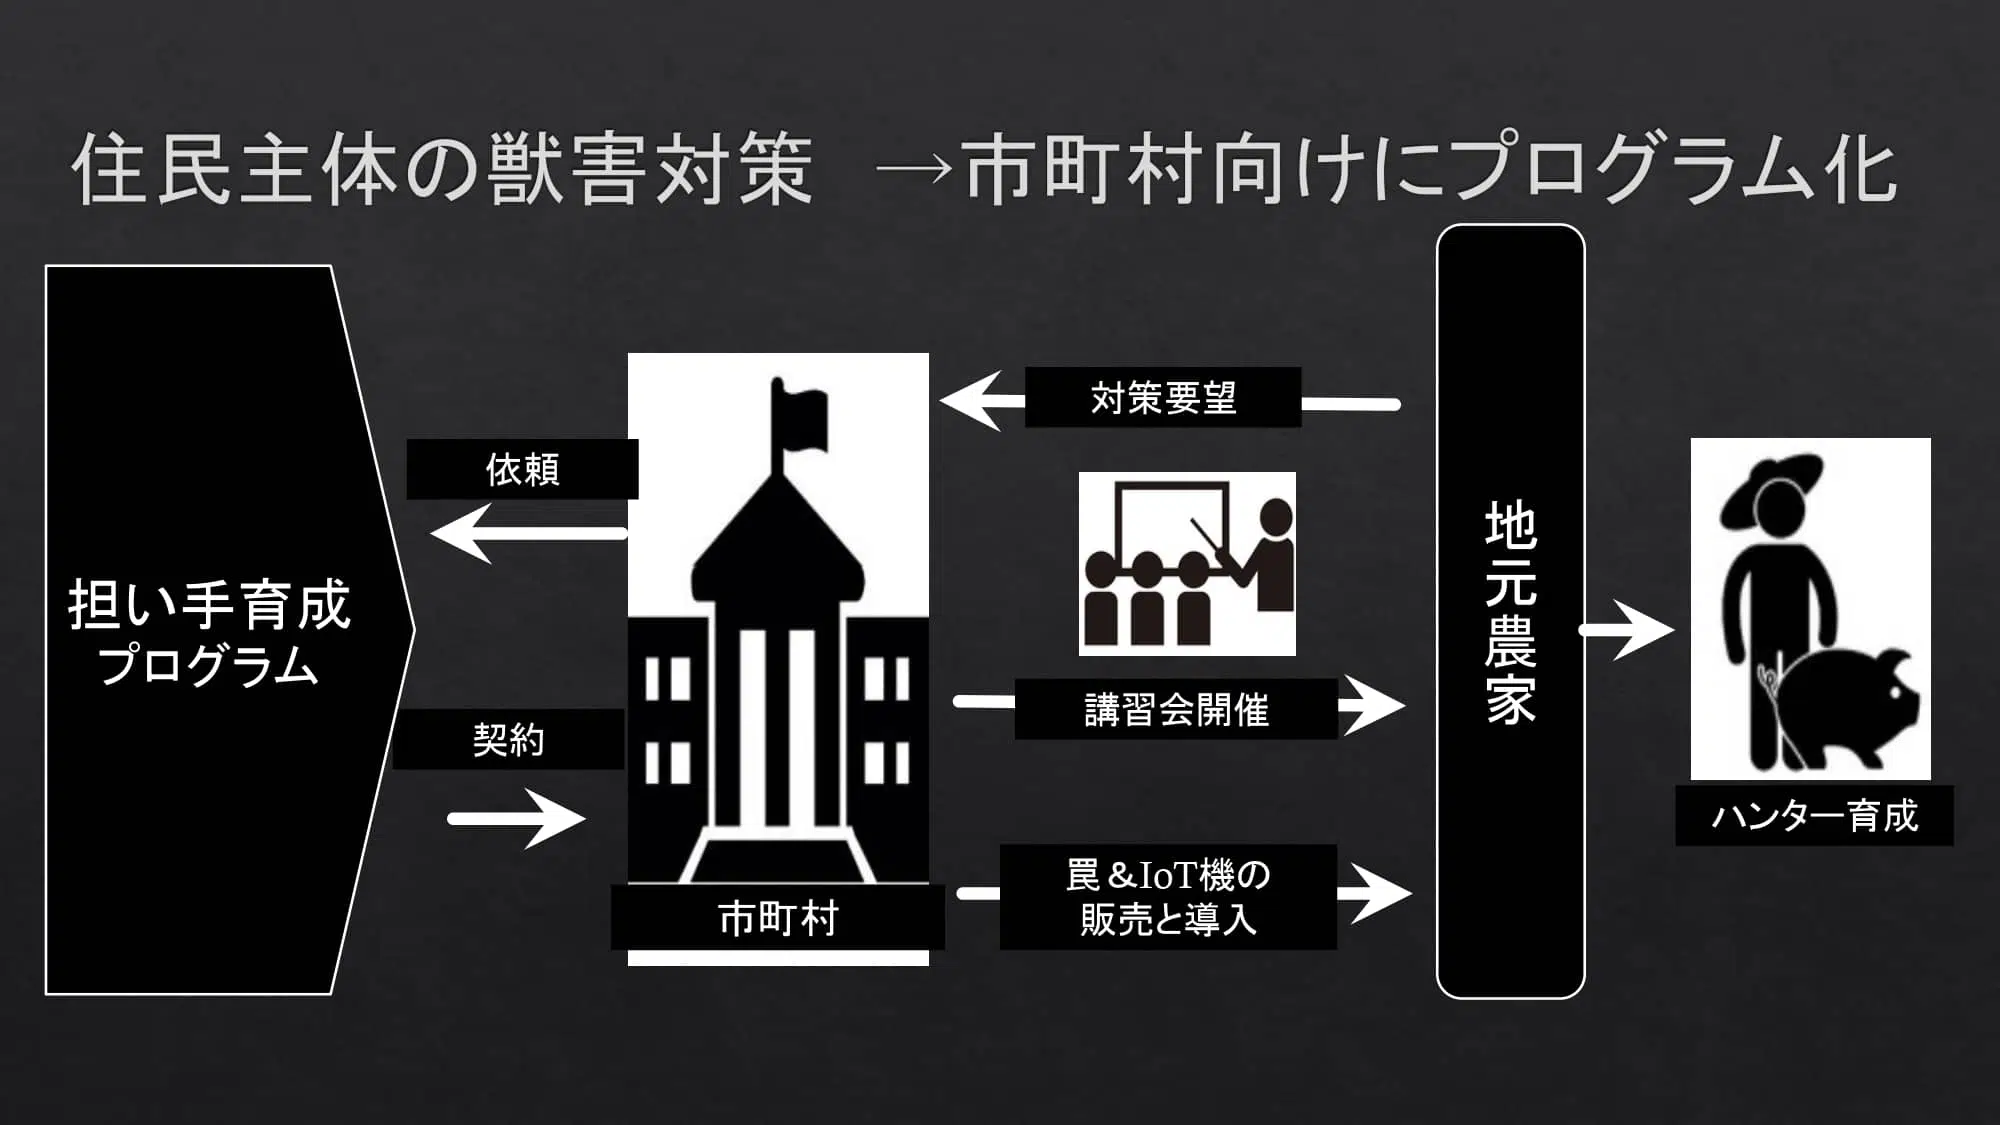 住民主体の獣害対策　→市町村向けにプログラム化
担い手育成
プログラム
依頼
契約
市町村
対策要望
講習会開催
罠＆IoT機の
販売と導入
地元農家
ハンター育成